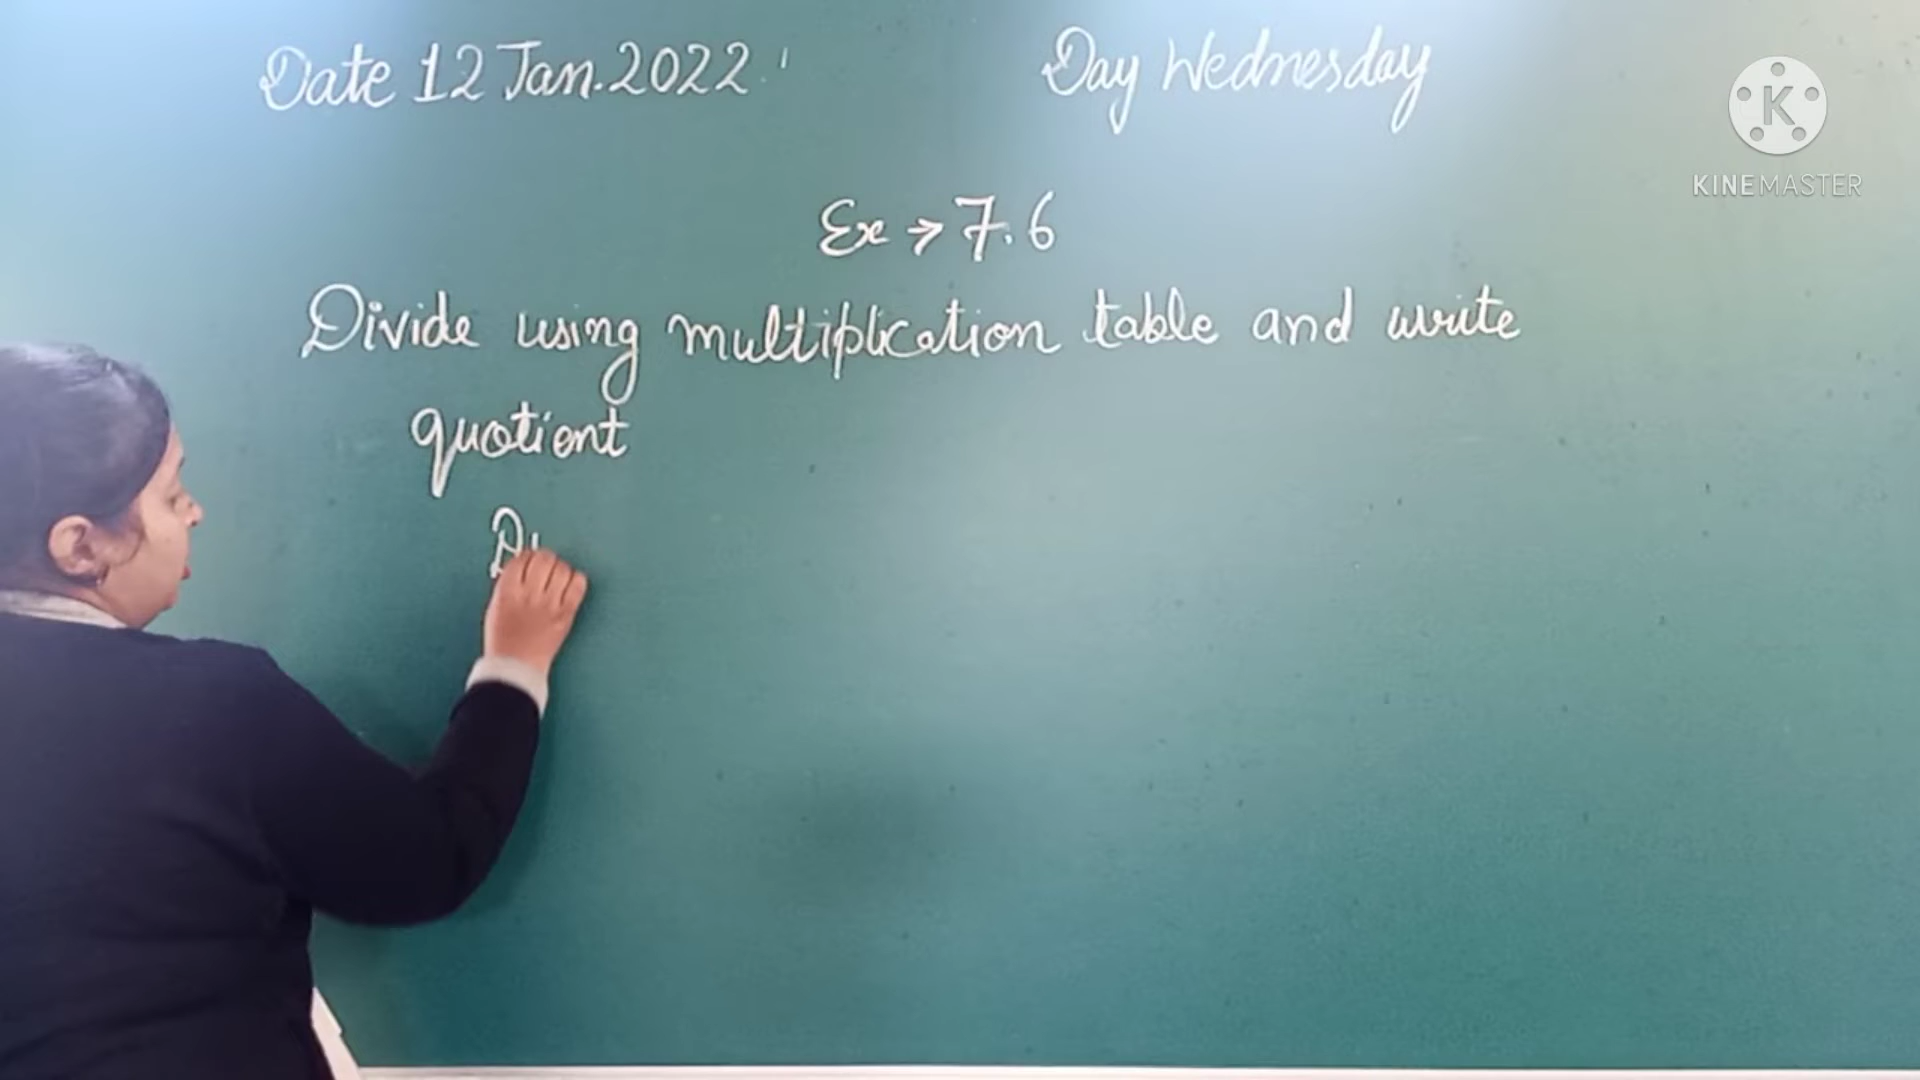 Date 12 Jan. 2022 Day Wednesday
K
KINEMASTER
Ex → 7.6
Divide using multiplication table and write
quotient